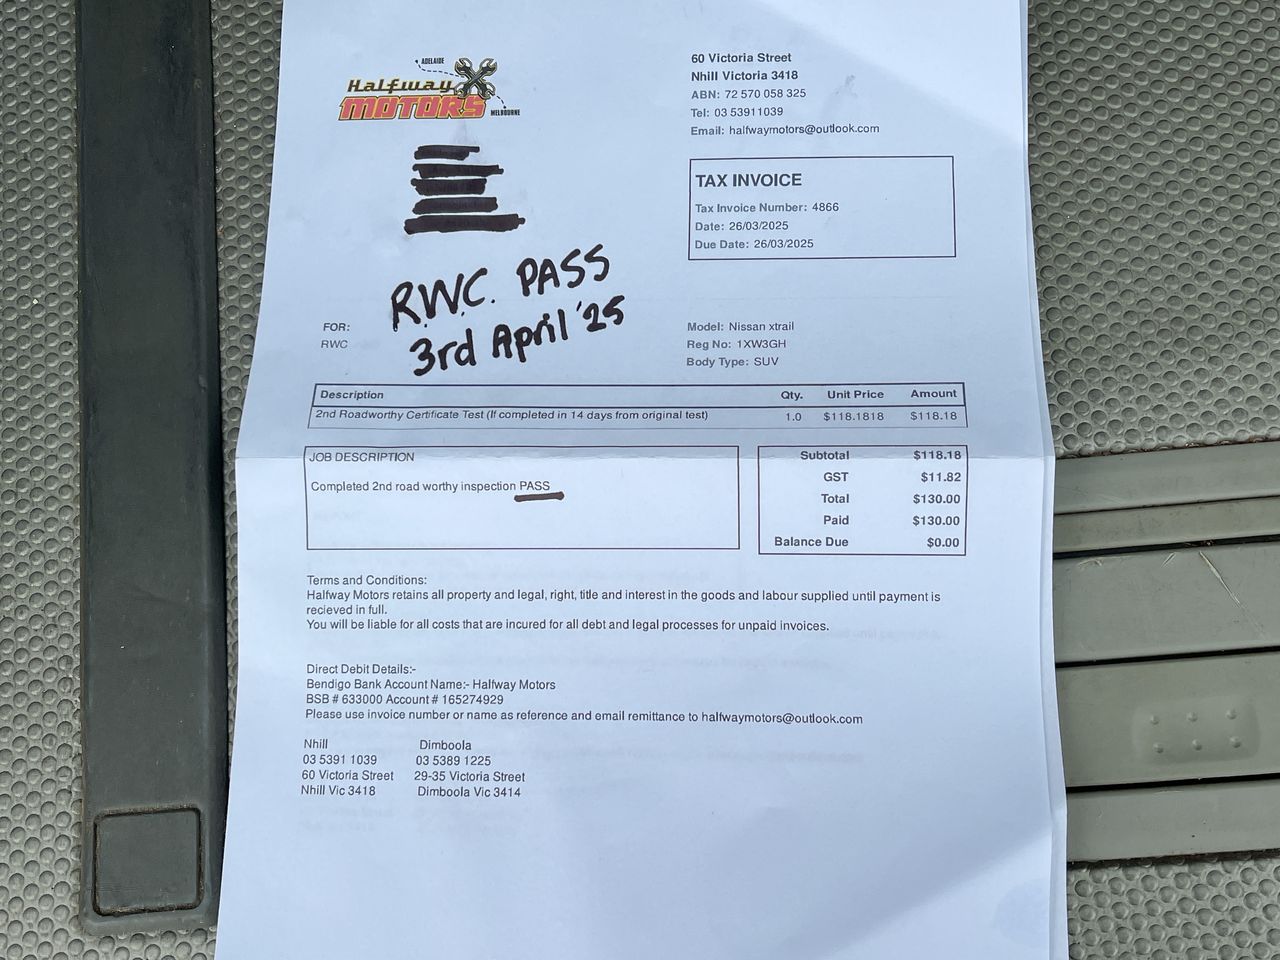 ADELAIDE
Halfway
MOTORS
MELBOURNE
60 Victoria Street
Nhill Victoria 3418
ABN: 72 570 058 325
Tel: 03 53911039
Email: halfwaymotors@outlook.com
TAX INVOICE
Tax Invoice Number: 4866
Date: 26/03/2025
Due Date: 26/03/2025
R.W.C. PASS
3rd April '25
FOR:
RWC
Model: Nissan xtrail
Reg No: 1XW3GH
Body Type: SUV
Description Qty. Unit Price Amount
2nd Roadworthy Certificate Test (If completed in 14 days from original test) 1.0 $118.1818 $118.18
JOB DESCRIPTION
Completed 2nd road worthy inspection PASS
Subtotal $118.18
GST $11.82
Total $130.00
Paid $130.00
Balance Due $0.00
Terms and Conditions:
Halfway Motors retains all property and legal, right, title and interest in the goods and labour supplied until payment is
recieved in full.
You will be liable for all costs that are incured for all debt and legal processes for unpaid invoices.
Direct Debit Details:-
Bendigo Bank Account Name:- Halfway Motors
BSB # 633000 Account # 165274929
Please use invoice number or name as reference and email remittance to halfwaymotors@outlook.com
Nhill Dimboola
03 5391 1039 03 5389 1225
60 Victoria Street 29-35 Victoria Street
Nhill Vic 3418 Dimboola Vic 3414